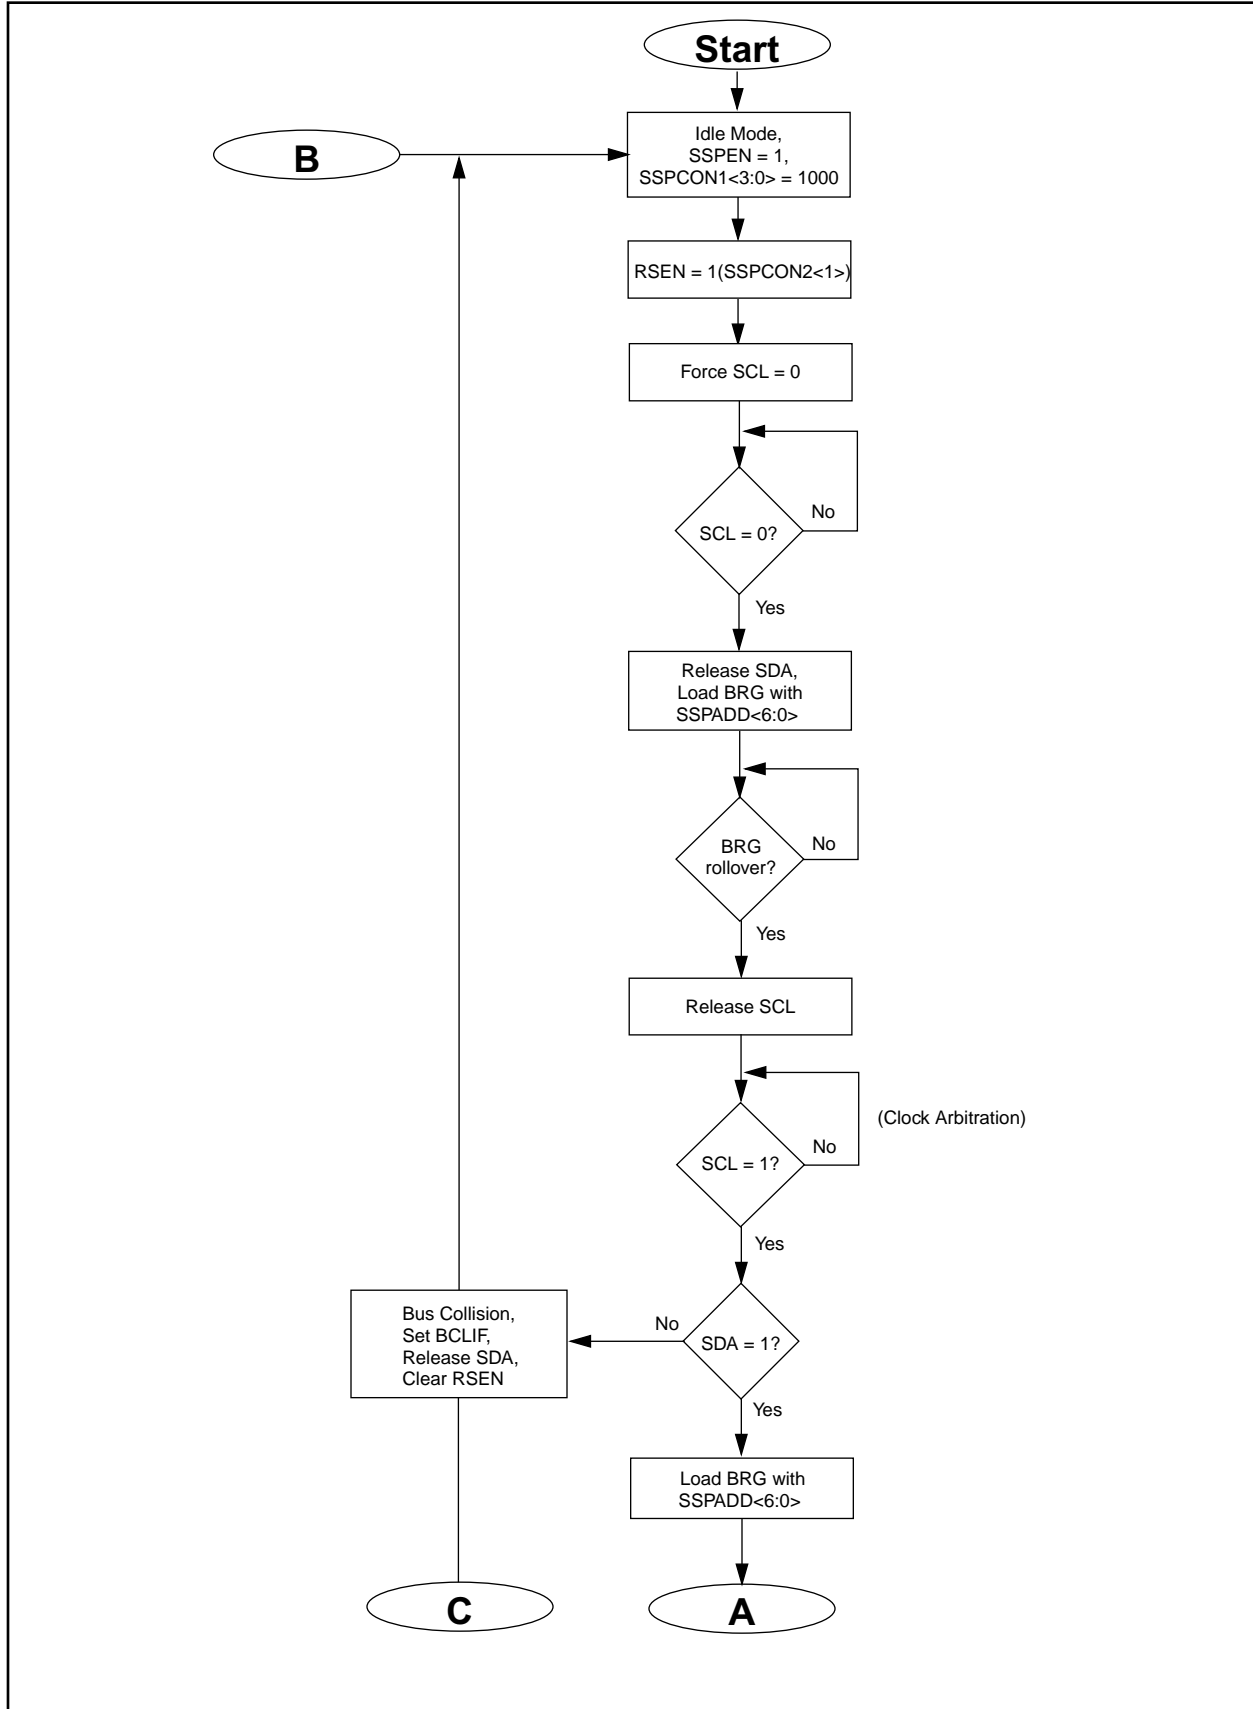 Start
Idle Mode,
SSPEN = 1,
SSPCON1<3:0> = 1000
B
RSEN = 1(SSPCON2<1>)
Force SCL = 0
No
SCL = 0?
Yes
Release SDA,
Load BRG with
SSPADD<6:0>
BRG
rollover?
No
Yes
Release SCL
(Clock Arbitration)
No
SCL = 1?
Yes
Bus Collision,
Set BCLIF,
Release SDA,
Clear RSEN
No
SDA = 1?
Yes
Load BRG with
SSPADD<6:0>
C
A